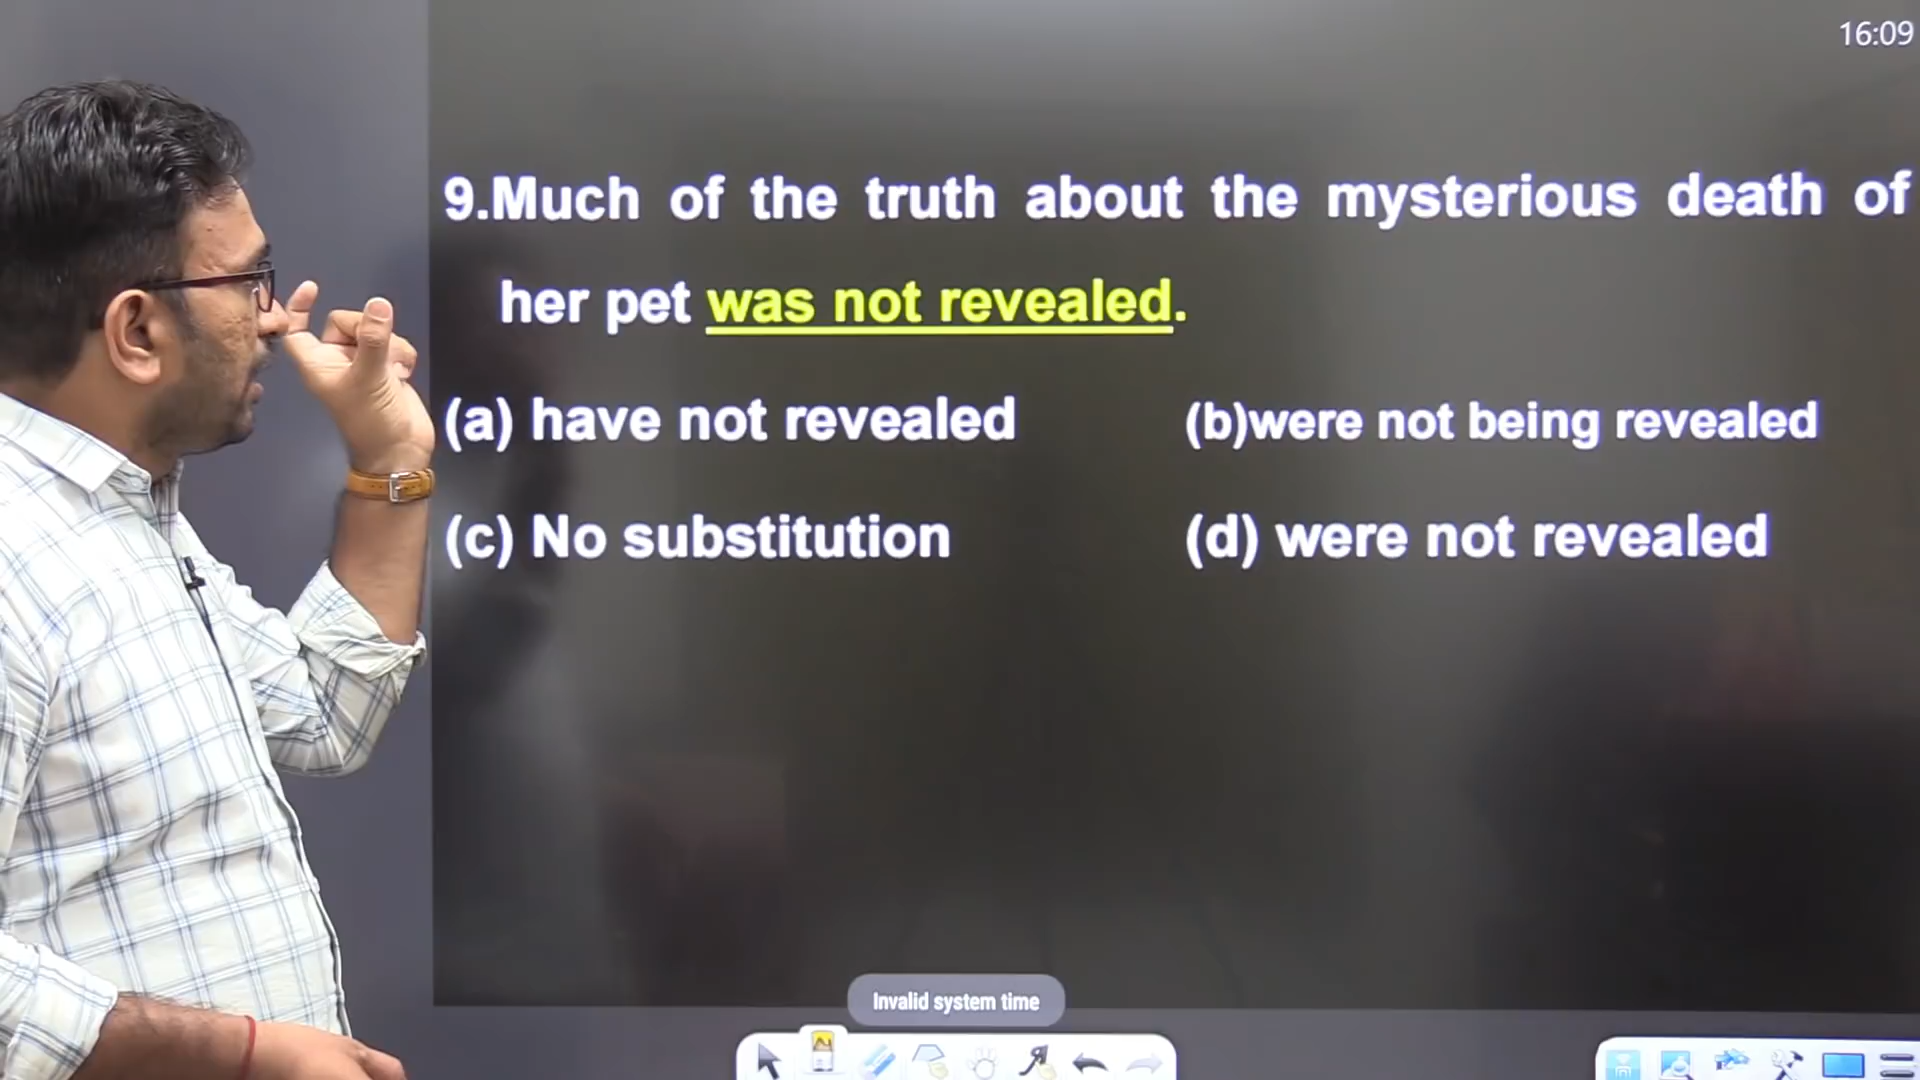 16:09
9.Much of the truth about the mysterious death of
her pet was not revealed.
(a) have not revealed (b)were not being revealed
(c) No substitution (d) were not revealed
Invalid system time